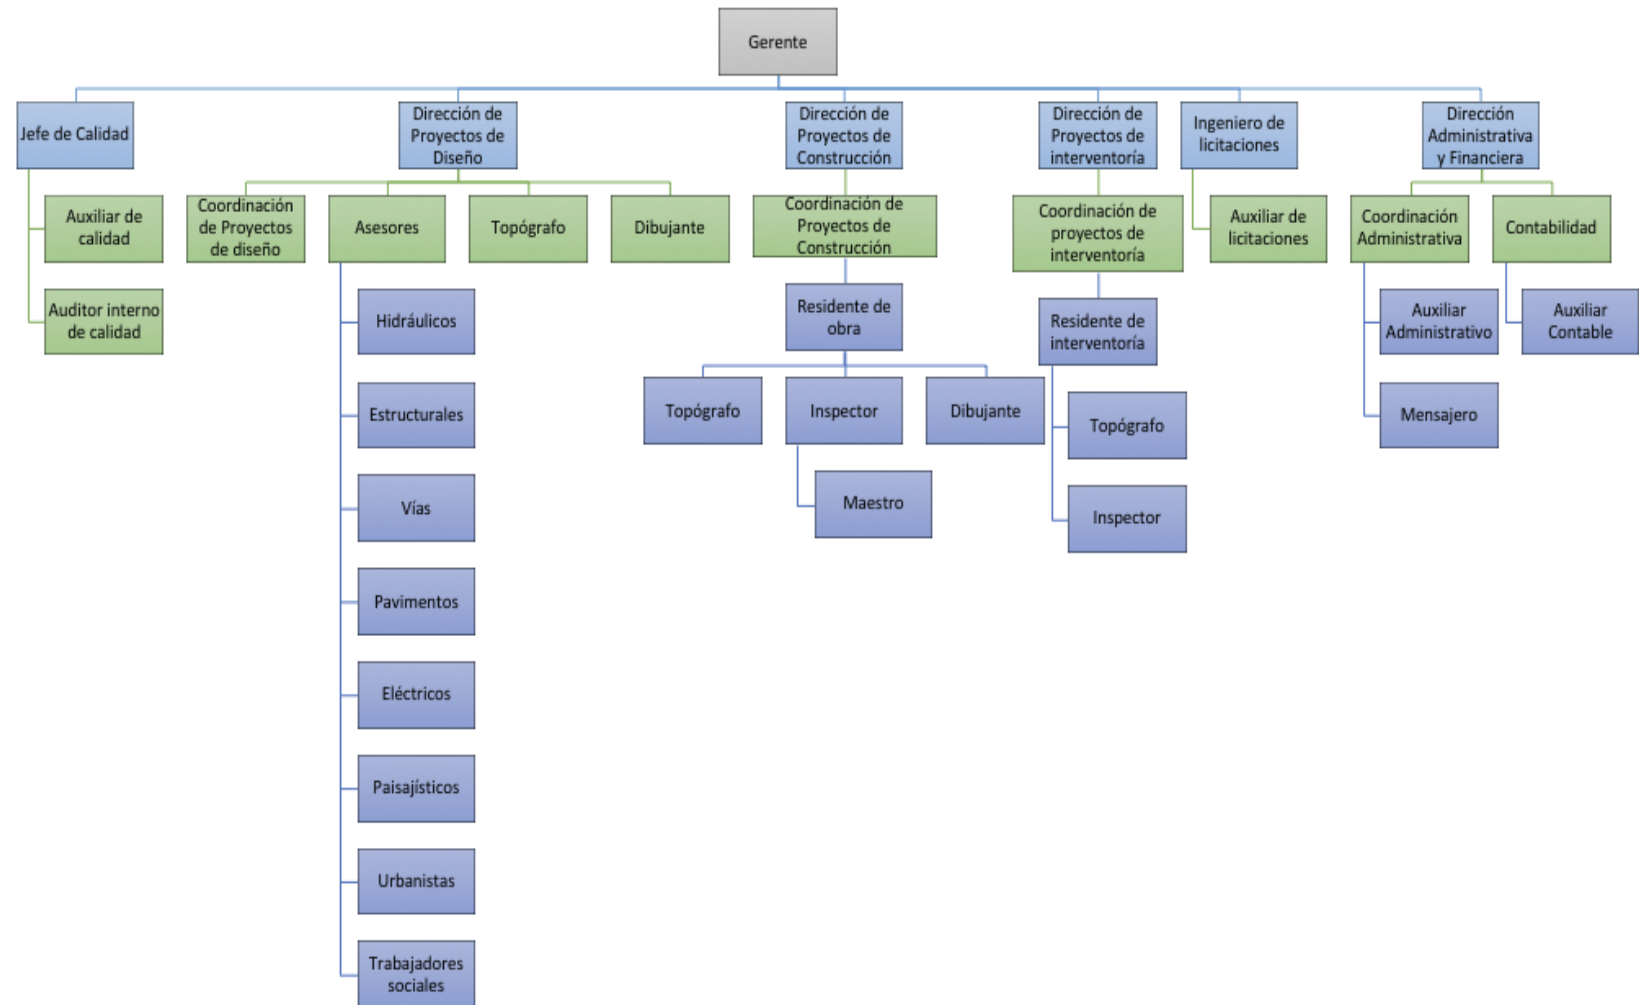 Gerente
Jefe de Calidad
Dirección de
Proyectos de
Diseño
Dirección de
Proyectos de
Construcción
Dirección de
Proyectos de
interventoría
Ingeniero de
licitaciones
Dirección
Administrativa
y Financiera
Auxiliar de
calidad
Coordinación
de Proyectos
de diseño
Asesores
Topógrafo
Dibujante
Coordinación de
Proyectos de
Construcción
Coordinación de
proyectos de
interventoría
Auxiliar de
licitaciones
Coordinación
Administrativa
Contabilidad
Auditor interno
de calidad
Hidráulicos
Residente de
obra
Residente de
interventoría
Auxiliar
Administrativo
Auxiliar
Contable
Estructurales
Topógrafo
Inspector
Dibujante
Topógrafo
Mensajero
Vías
Maestro
Inspector
Pavimentos
Eléctricos
Paisajísticos
Urbanistas
Trabajadores
sociales